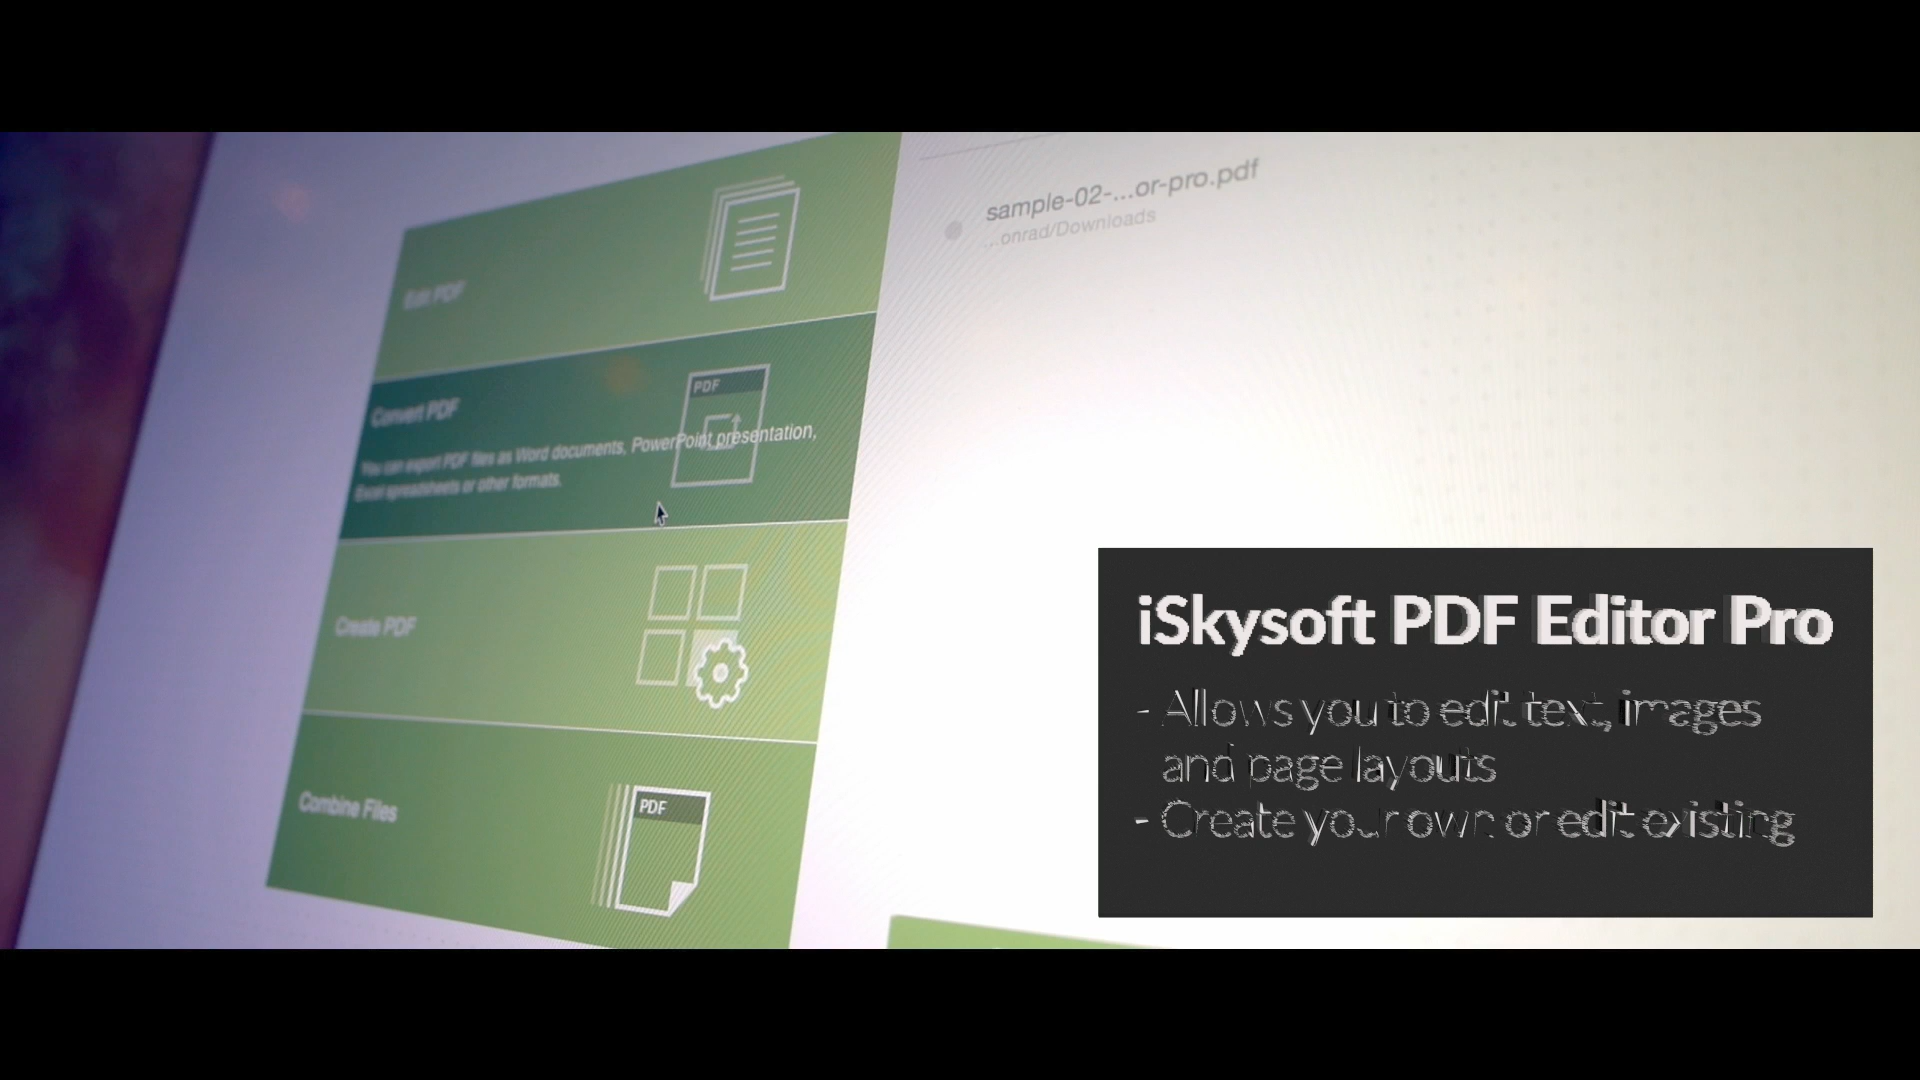 sample-02-...or-pro.pdf
...onrad/Downloads
Edit PDF
Convert PDF
PDF
You can export PDF files as Word documents, PowerPoint presentation,
Excel spreadsheets or other formats.
Create PDF
Combine Files
PDF
iSkysoft PDF Editor Pro
- Allows you to edit text, images
and page layouts
- Create your own or edit existing